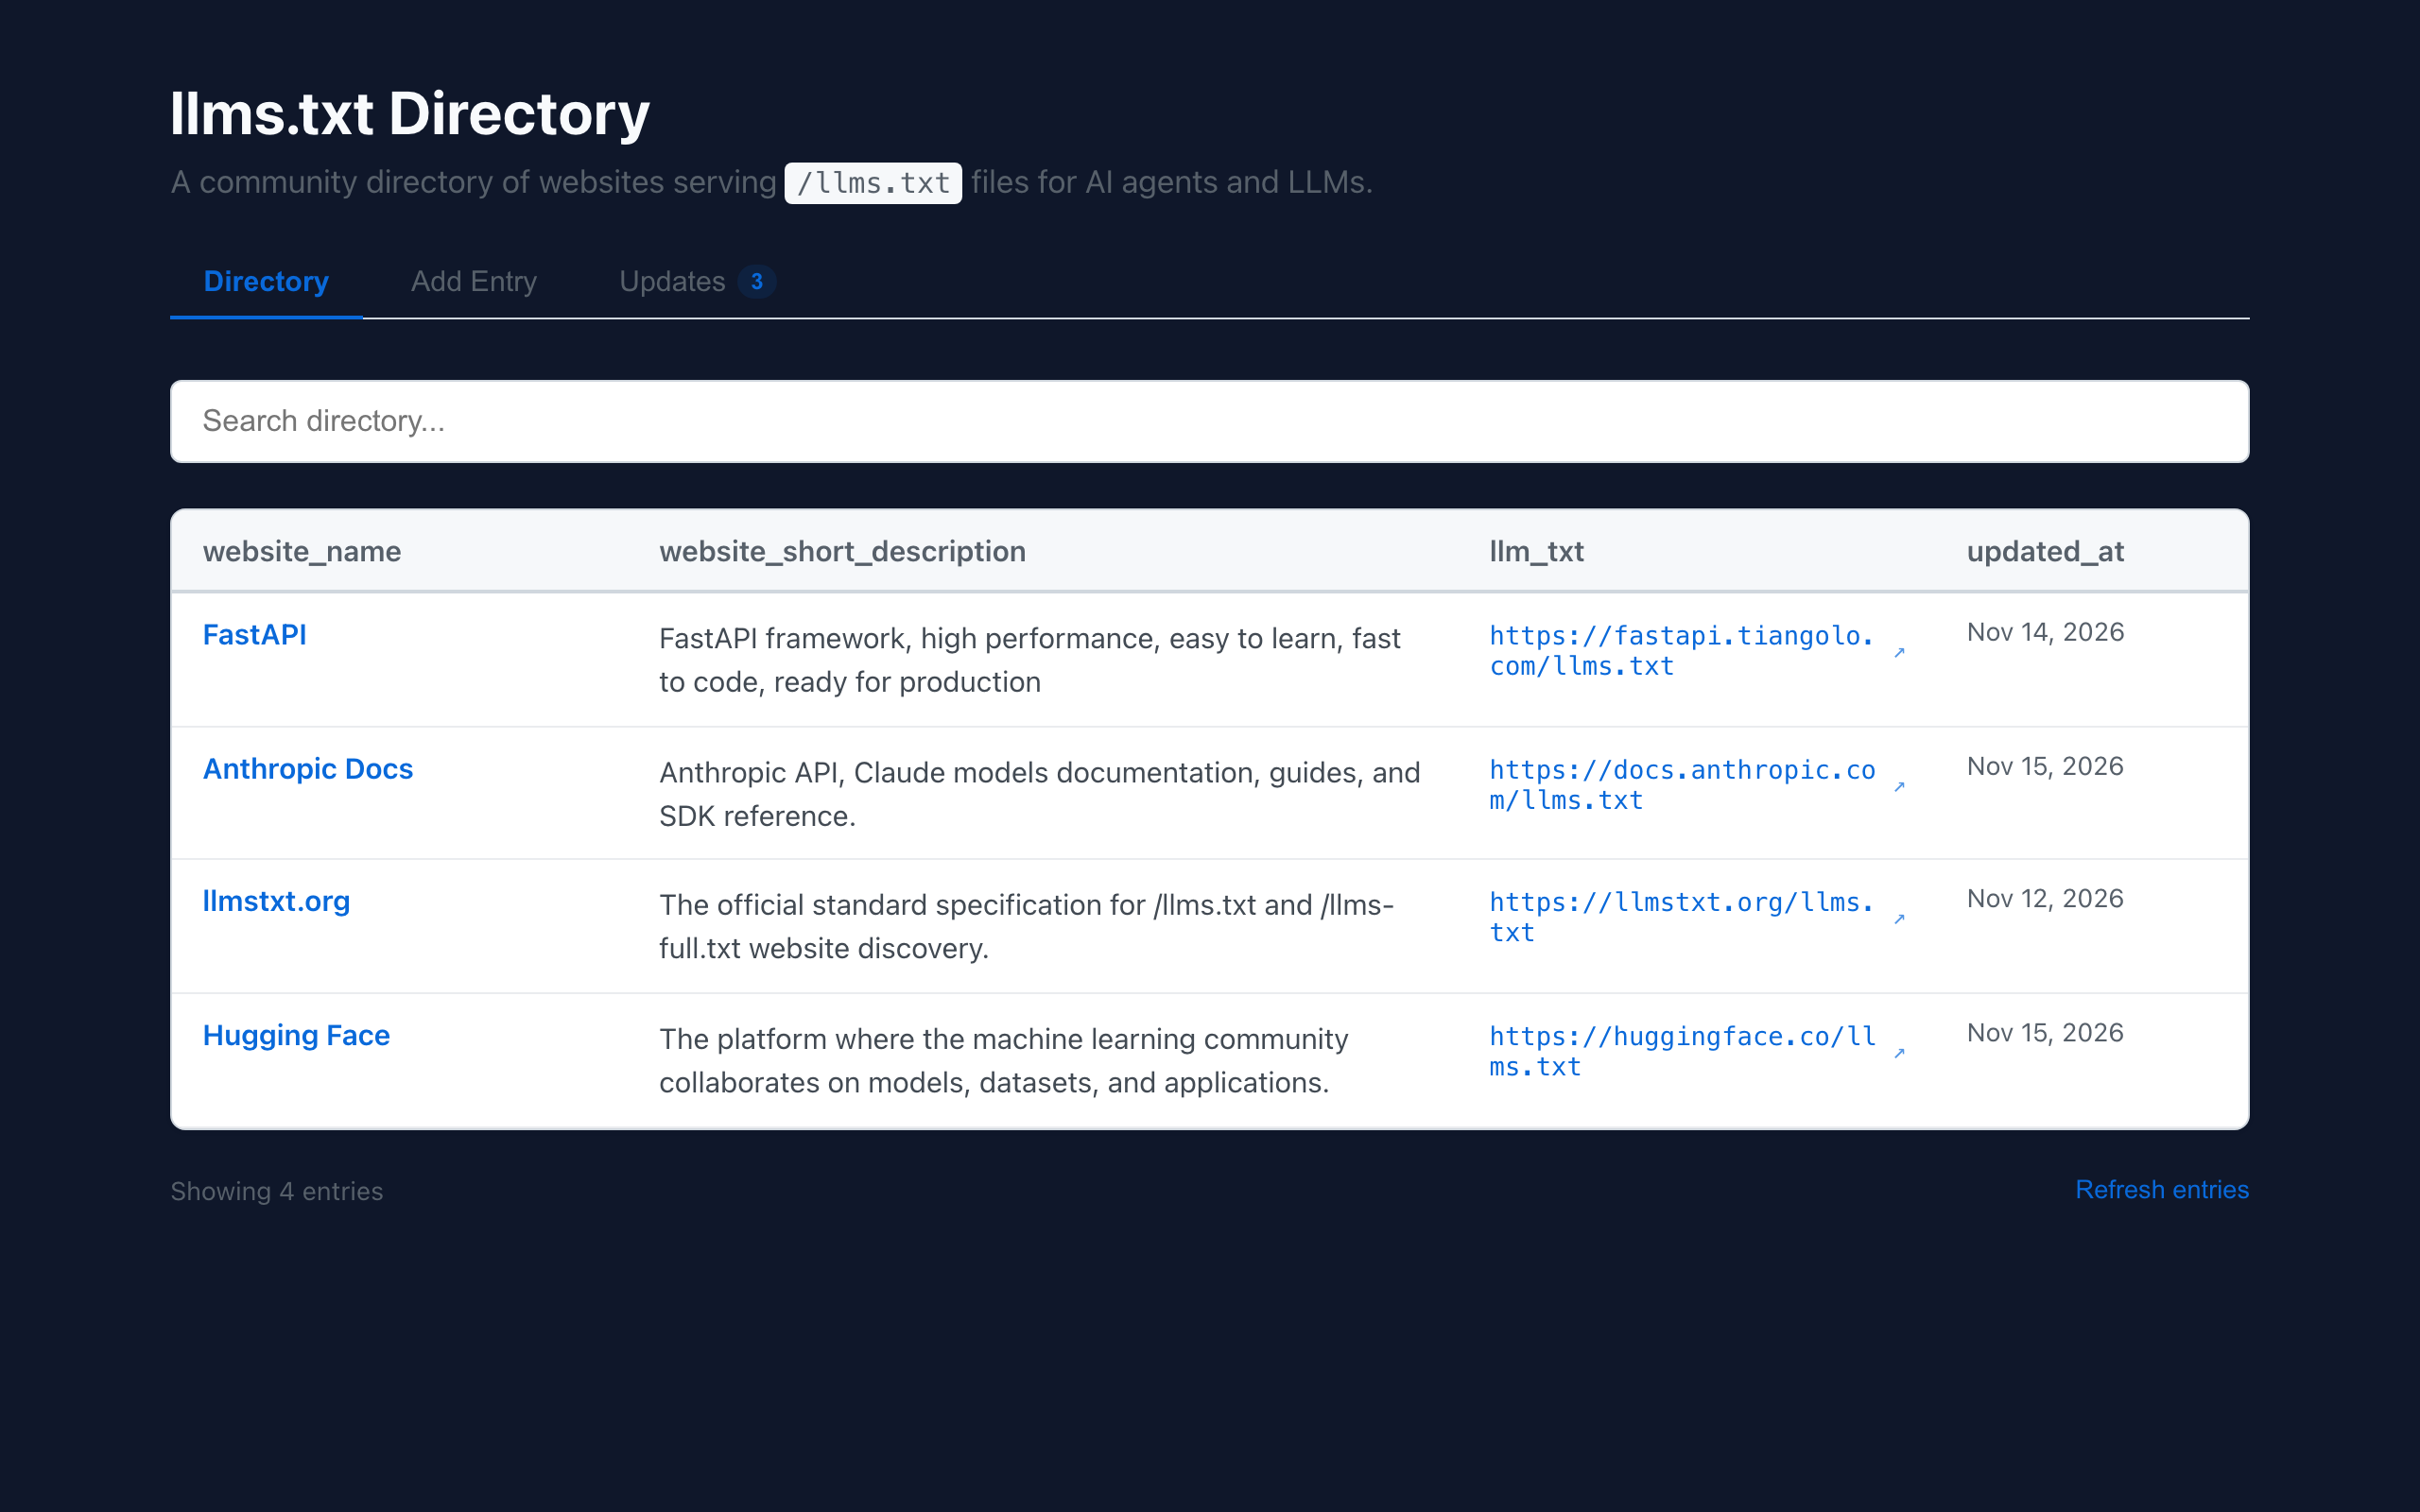 llms.txt Directory
A community directory of websites serving /llms.txt files for AI agents and LLMs.
Directory Add Entry Updates 3
Search directory...
website_name website_short_description llm_txt updated_at
FastAPI FastAPI framework, high performance, easy to learn, fast https://fastapi.tiangolo. ↗ Nov 14, 2026
to code, ready for production com/llms.txt
Anthropic Docs Anthropic API, Claude models documentation, guides, and https://docs.anthropic.co ↗ Nov 15, 2026
SDK reference. m/llms.txt
llmstxt.org The official standard specification for /llms.txt and /llms- https://llmstxt.org/llms. ↗ Nov 12, 2026
full.txt website discovery. txt
Hugging Face The platform where the machine learning community https://huggingface.co/ll ↗ Nov 15, 2026
collaborates on models, datasets, and applications. ms.txt
Showing 4 entries Refresh entries